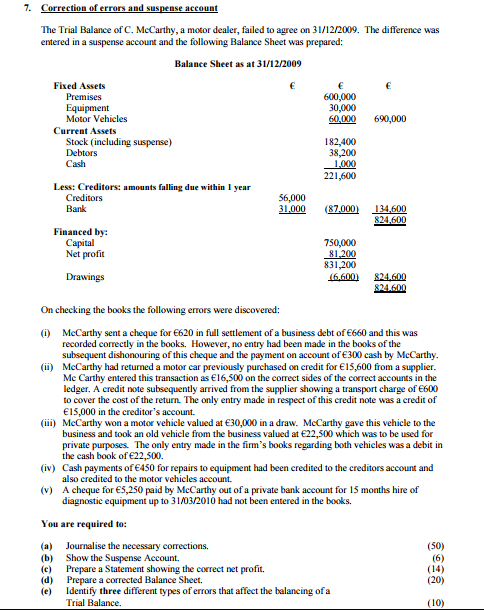 7. Correction of errors and suspense account
The Trial Balance of C. McCarthy, a motor dealer, failed to agree on 31/12/2009. The difference was
entered in a suspense account and the following Balance Sheet was prepared:
Balance Sheet as at 31/12/2009
Fixed Assets € € €
Premises 600,000
Equipment 30,000
Motor Vehicles 60,000 690,000
Current Assets
Stock (including suspense) 182,400
Debtors 38,200
Cash 1,000
221,600
Less: Creditors: amounts falling due within 1 year
Creditors 56,000
Bank 31,000 (87,000) 134,600
824,600
Financed by:
Capital 750,000
Net profit 81,200
831,200
Drawings (6,600) 824,600
824,600
On checking the books the following errors were discovered:
(i) McCarthy sent a cheque for €620 in full settlement of a business debt of €660 and this was
recorded correctly in the books. However, no entry had been made in the books of the
subsequent dishonouring of this cheque and the payment on account of €300 cash by McCarthy.
(ii) McCarthy had returned a motor car previously purchased on credit for €15,600 from a supplier.
Mc Carthy entered this transaction as €16,500 on the correct sides of the correct accounts in the
ledger. A credit note subsequently arrived from the supplier showing a transport charge of €600
to cover the cost of the return. The only entry made in respect of this credit note was a credit of
€15,000 in the creditor's account.
(iii) McCarthy won a motor vehicle valued at €30,000 in a draw. McCarthy gave this vehicle to the
business and took an old vehicle from the business valued at €22,500 which was to be used for
private purposes. The only entry made in the firm's books regarding both vehicles was a debit in
the cash book of €22,500.
(iv) Cash payments of €450 for repairs to equipment had been credited to the creditors account and
also credited to the motor vehicles account.
(v) A cheque for €5,250 paid by McCarthy out of a private bank account for 15 months hire of
diagnostic equipment up to 31/03/2010 had not been entered in the books.
You are required to:
(a) Journalise the necessary corrections. (50)
(b) Show the Suspense Account. (6)
(c) Prepare a Statement showing the correct net profit. (14)
(d) Prepare a corrected Balance Sheet. (20)
(e) Identify three different types of errors that affect the balancing of a
Trial Balance. (10)